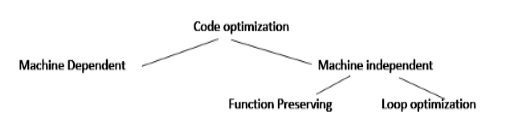 Code optimization
Machine Dependent
Machine independent
Function Preserving
Loop optimization